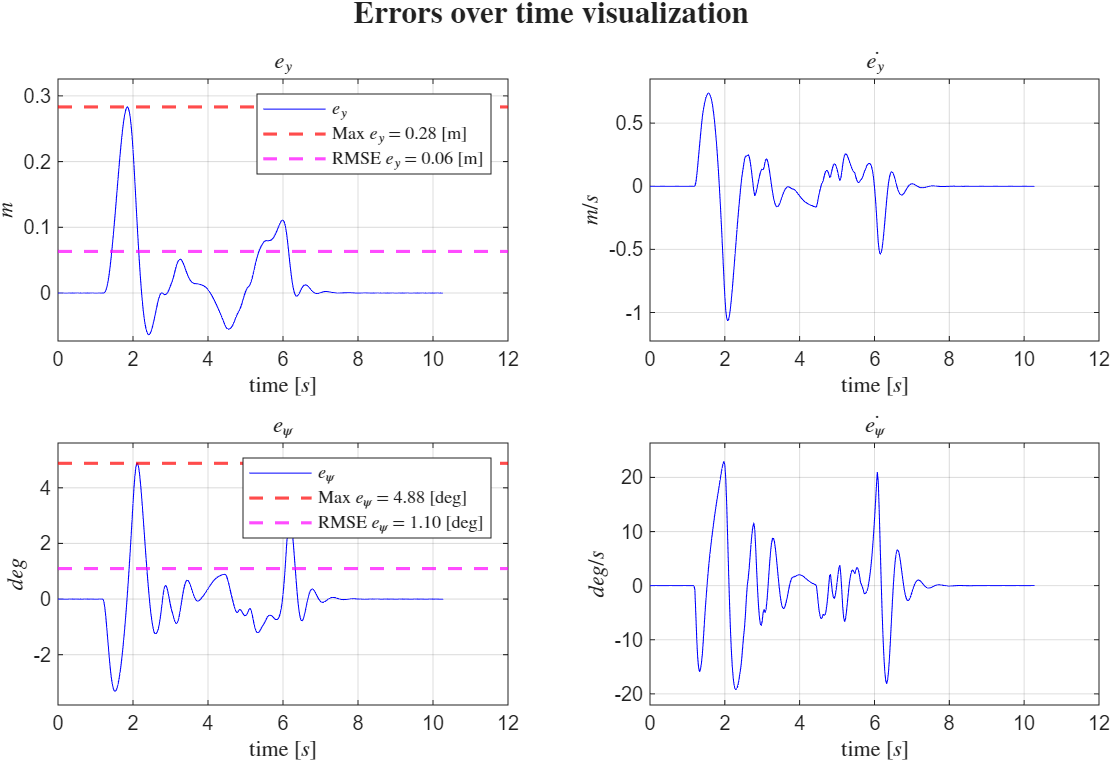 Errors over time visualization
e_y
0.3
0.2
0.1
0
m
0 2 4 6 8 10 12
time [s]
e_y
Max e_y = 0.28 [m]
RMSE e_y = 0.06 [m]
ė_y
0.5
0
-0.5
-1
m/s
0 2 4 6 8 10 12
time [s]
e_ψ
4
2
0
-2
deg
0 2 4 6 8 10 12
time [s]
e_ψ
Max e_ψ = 4.88 [deg]
RMSE e_ψ = 1.10 [deg]
ė_ψ
20
10
0
-10
-20
deg/s
0 2 4 6 8 10 12
time [s]